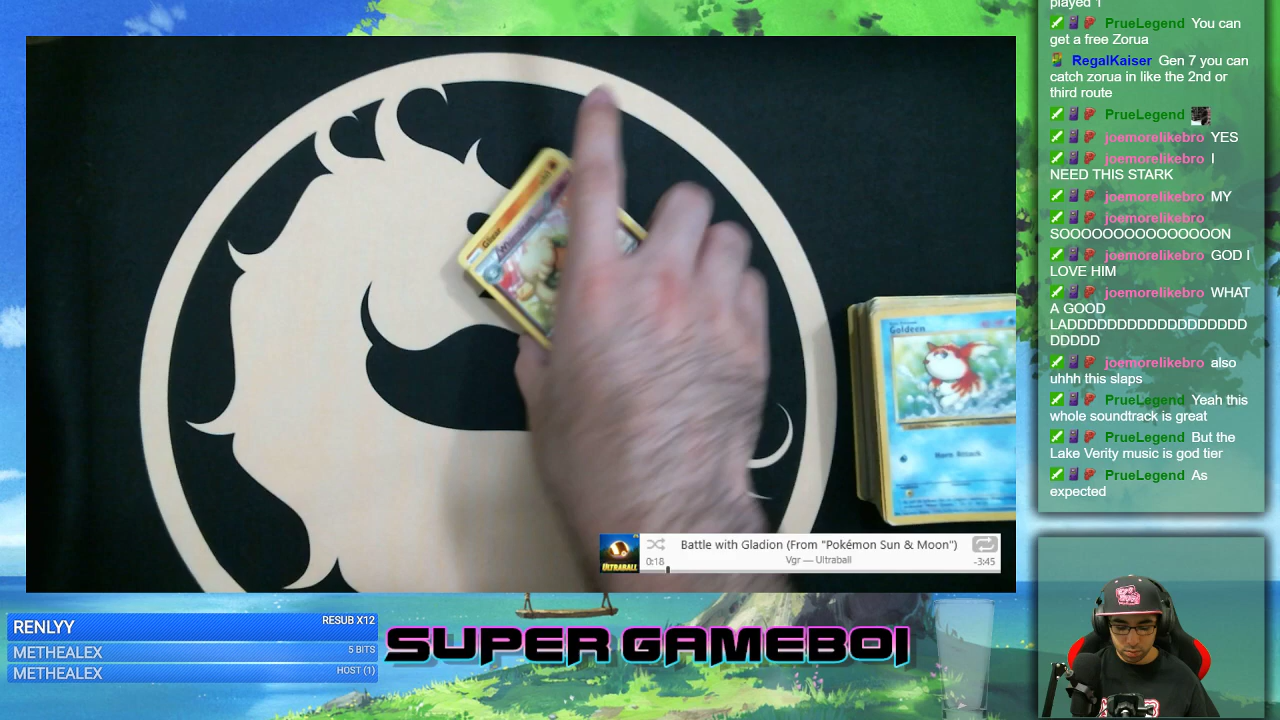 played 1
PrueLegend You can
get a free Zorua
RegalKaiser Gen 7 you can
catch zorua in like the 2nd or
third route
PrueLegend
joemorelikebro YES
joemorelikebro I
NEED THIS STARK
joemorelikebro MY
joemorelikebro
SOOOOOOOOOOOOOOON
joemorelikebro GOD I
LOVE HIM
joemorelikebro WHAT
A GOOD
LADDDDDDDDDDDDDDDDDD
DDDDD
joemorelikebro also
uhhh this slaps
PrueLegend Yeah this
whole soundtrack is great
PrueLegend But the
Lake Verity music is god tier
PrueLegend As
expected
Goldeen
Horn Attack
Battle with Gladion (From "Pokémon Sun & Moon")
0:18
Vgr — Ultraball
-3:45
ULTRABALL
RENLYY
RESUB X12
METHEALEX
5 BITS
METHEALEX
HOST (1)
SUPER GAMEBOI